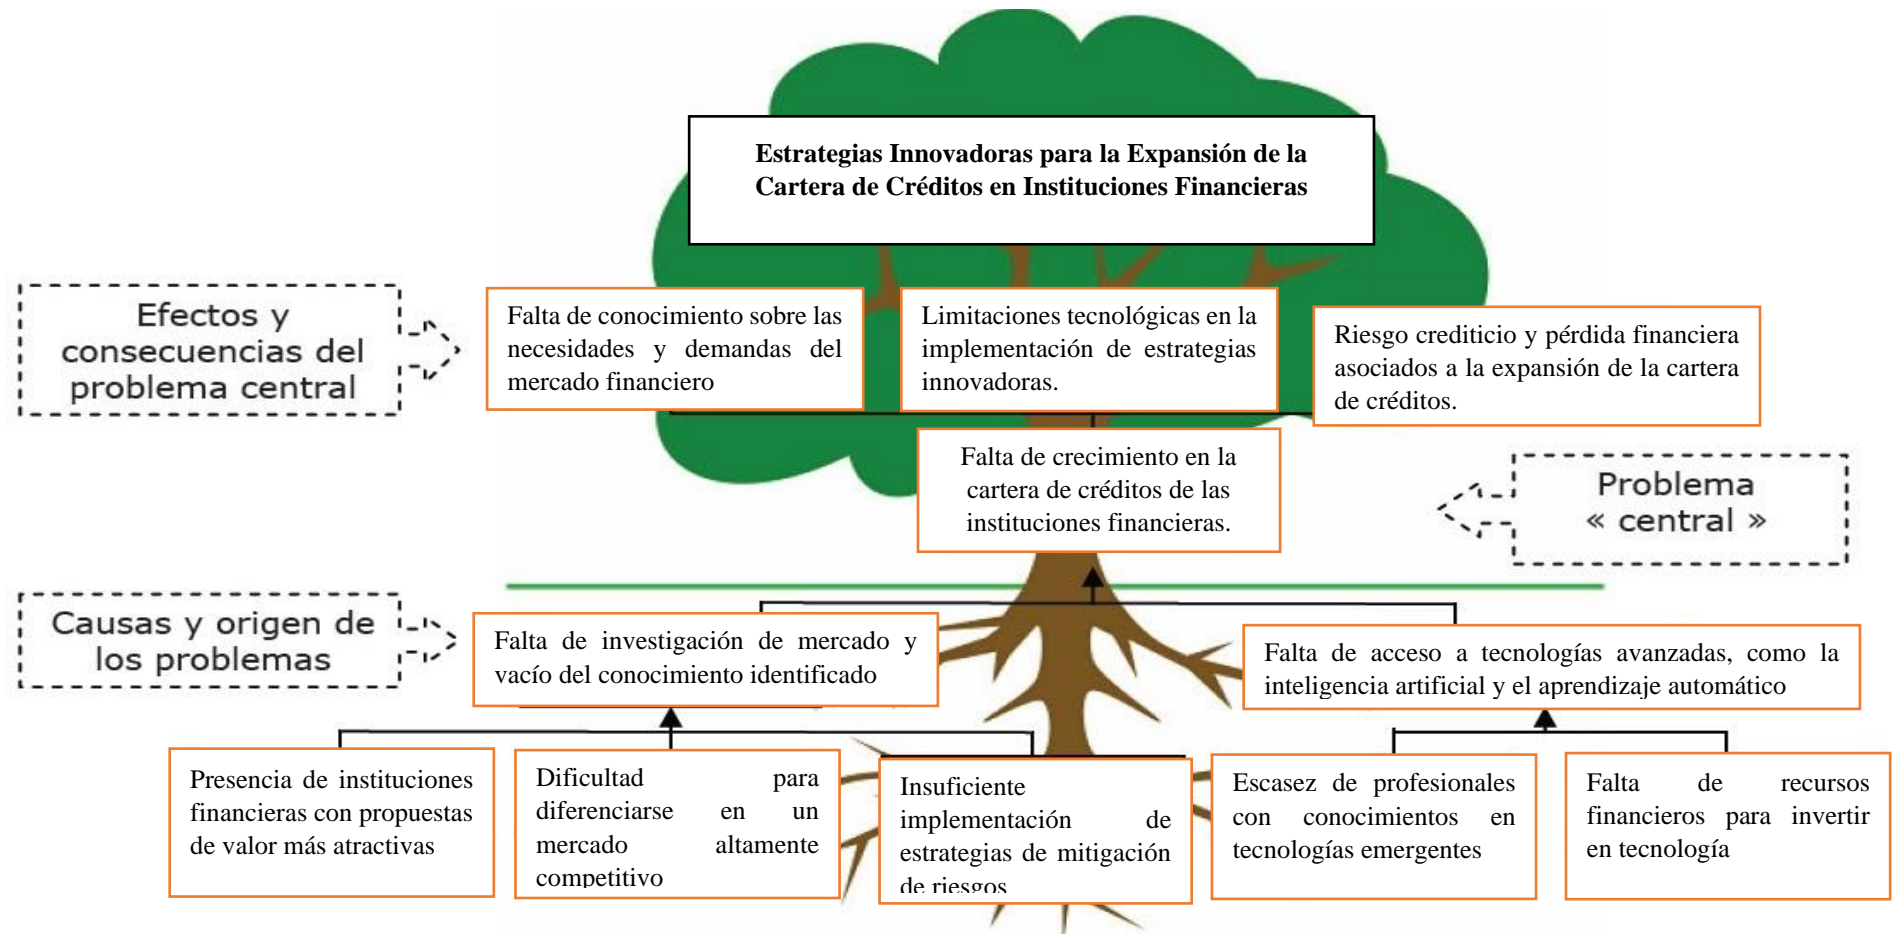 Estrategias Innovadoras para la Expansión de la
Cartera de Créditos en Instituciones Financieras
Efectos y
consecuencias del
problema central
Falta de conocimiento sobre las
necesidades y demandas del
mercado financiero
Limitaciones tecnológicas en la
implementación de estrategias
innovadoras.
Riesgo crediticio y pérdida financiera
asociados a la expansión de la cartera
de créditos.
Falta de crecimiento en la
cartera de créditos de las
instituciones financieras.
Problema
« central »
Causas y origen de
los problemas
Falta de investigación de mercado y
vacío del conocimiento identificado
Falta de acceso a tecnologías avanzadas, como la
inteligencia artificial y el aprendizaje automático
Presencia de instituciones
financieras con propuestas
de valor más atractivas
Dificultad para
diferenciarse en un
mercado altamente
competitivo
Insuficiente
implementación de
estrategias de mitigación
de riesgos
Escasez de profesionales
con conocimientos en
tecnologías emergentes
Falta de recursos
financieros para invertir
en tecnología